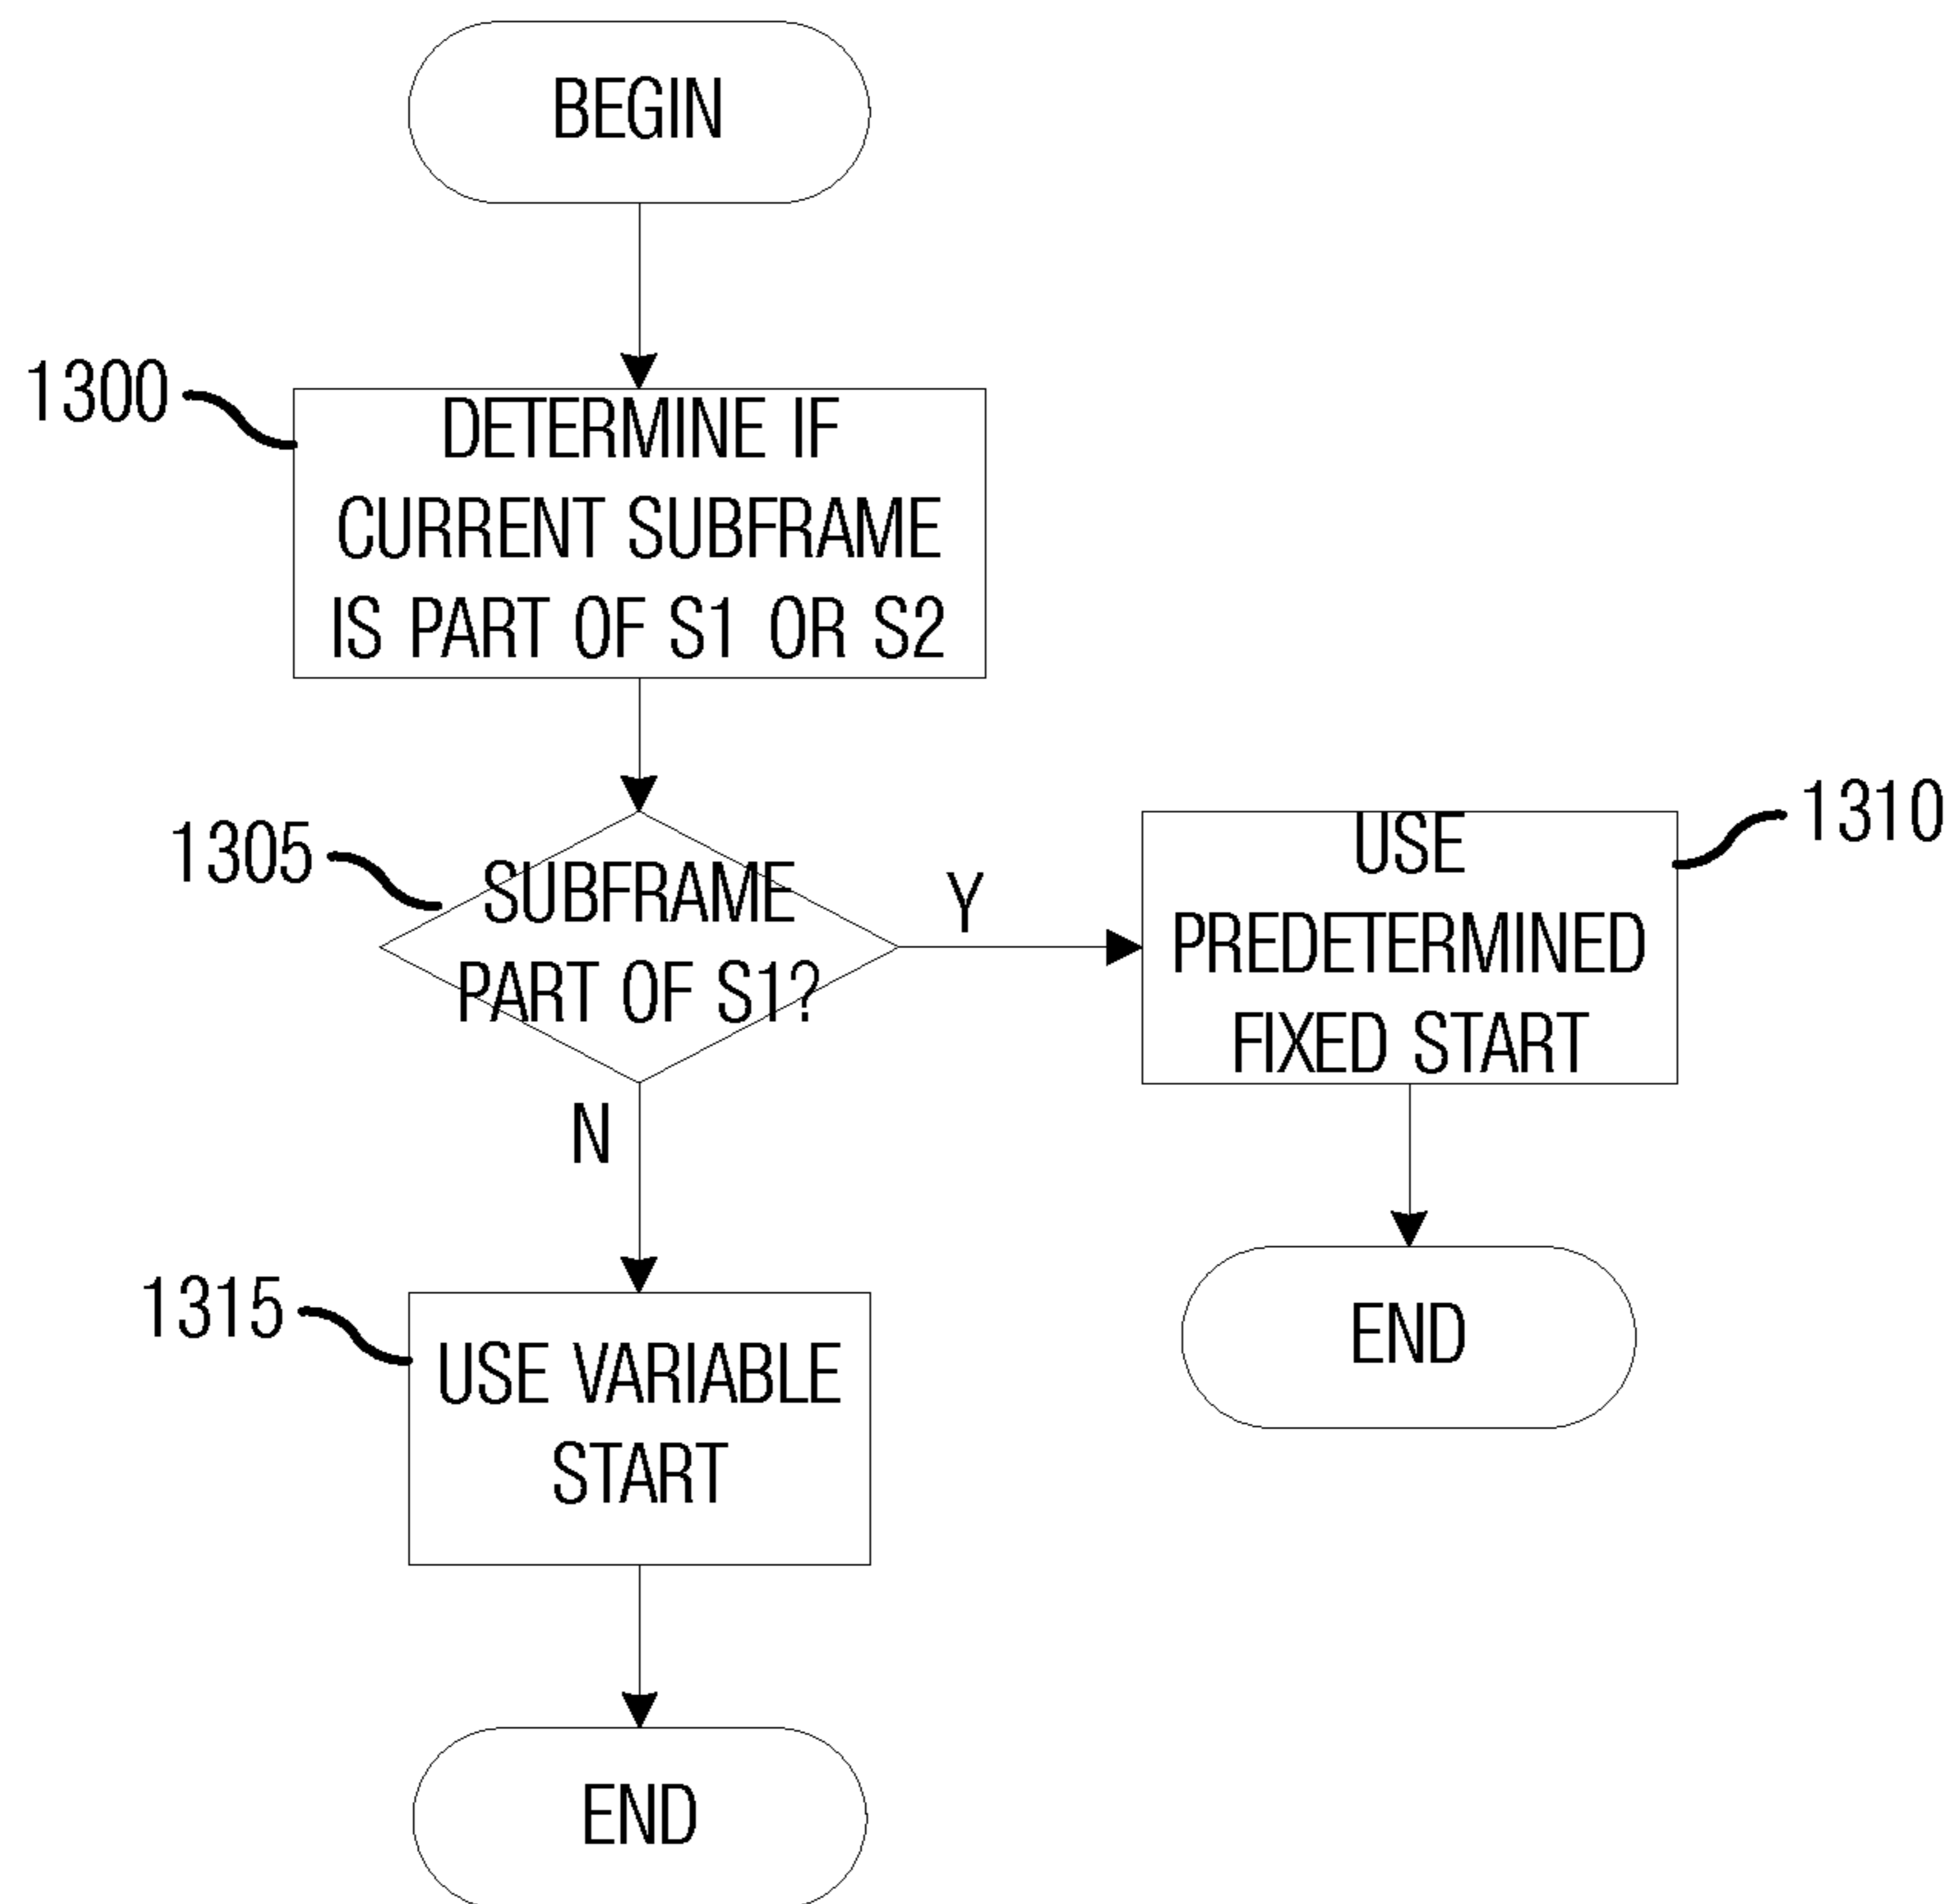 BEGIN
1300
DETERMINE IF
CURRENT SUBFRAME
IS PART OF S1 OR S2
1305
SUBFRAME
PART OF S1?
Y
1310
USE
PREDETERMINED
FIXED START
N
END
1315
USE VARIABLE
START
END